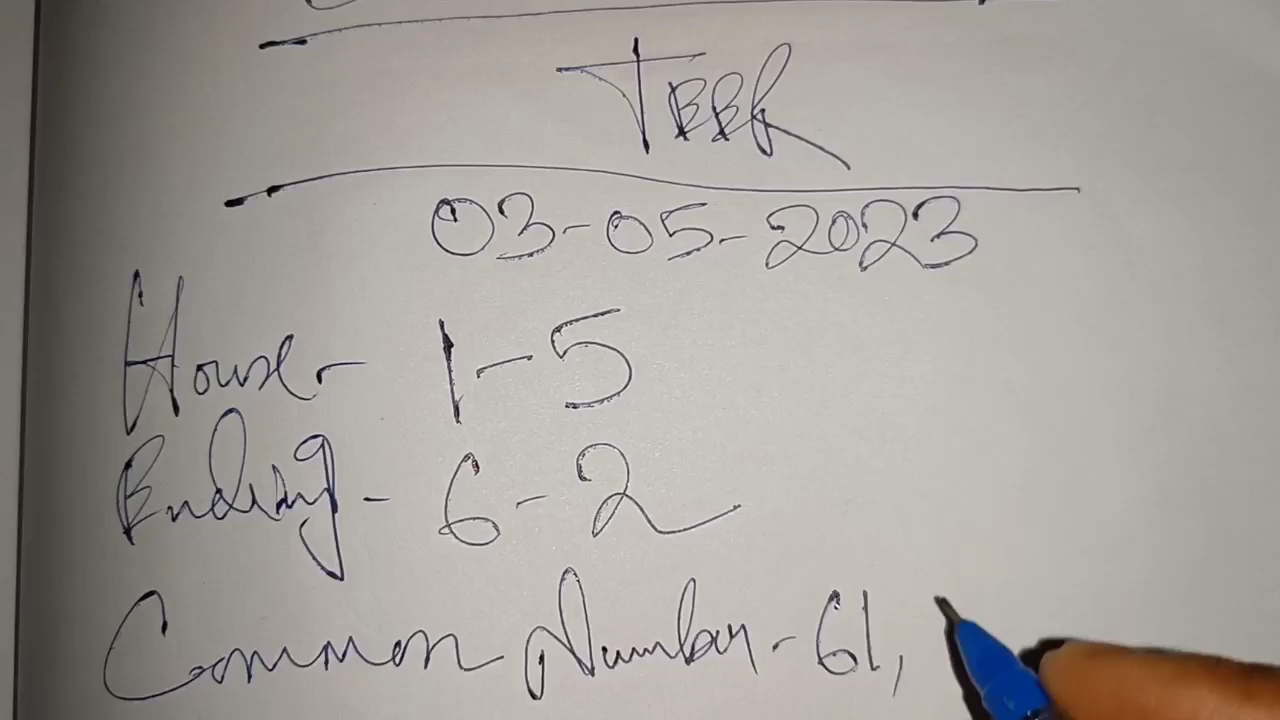 TEER
03-05-2023
House- 1-5
Ending- 6-2
Common Number- 61,